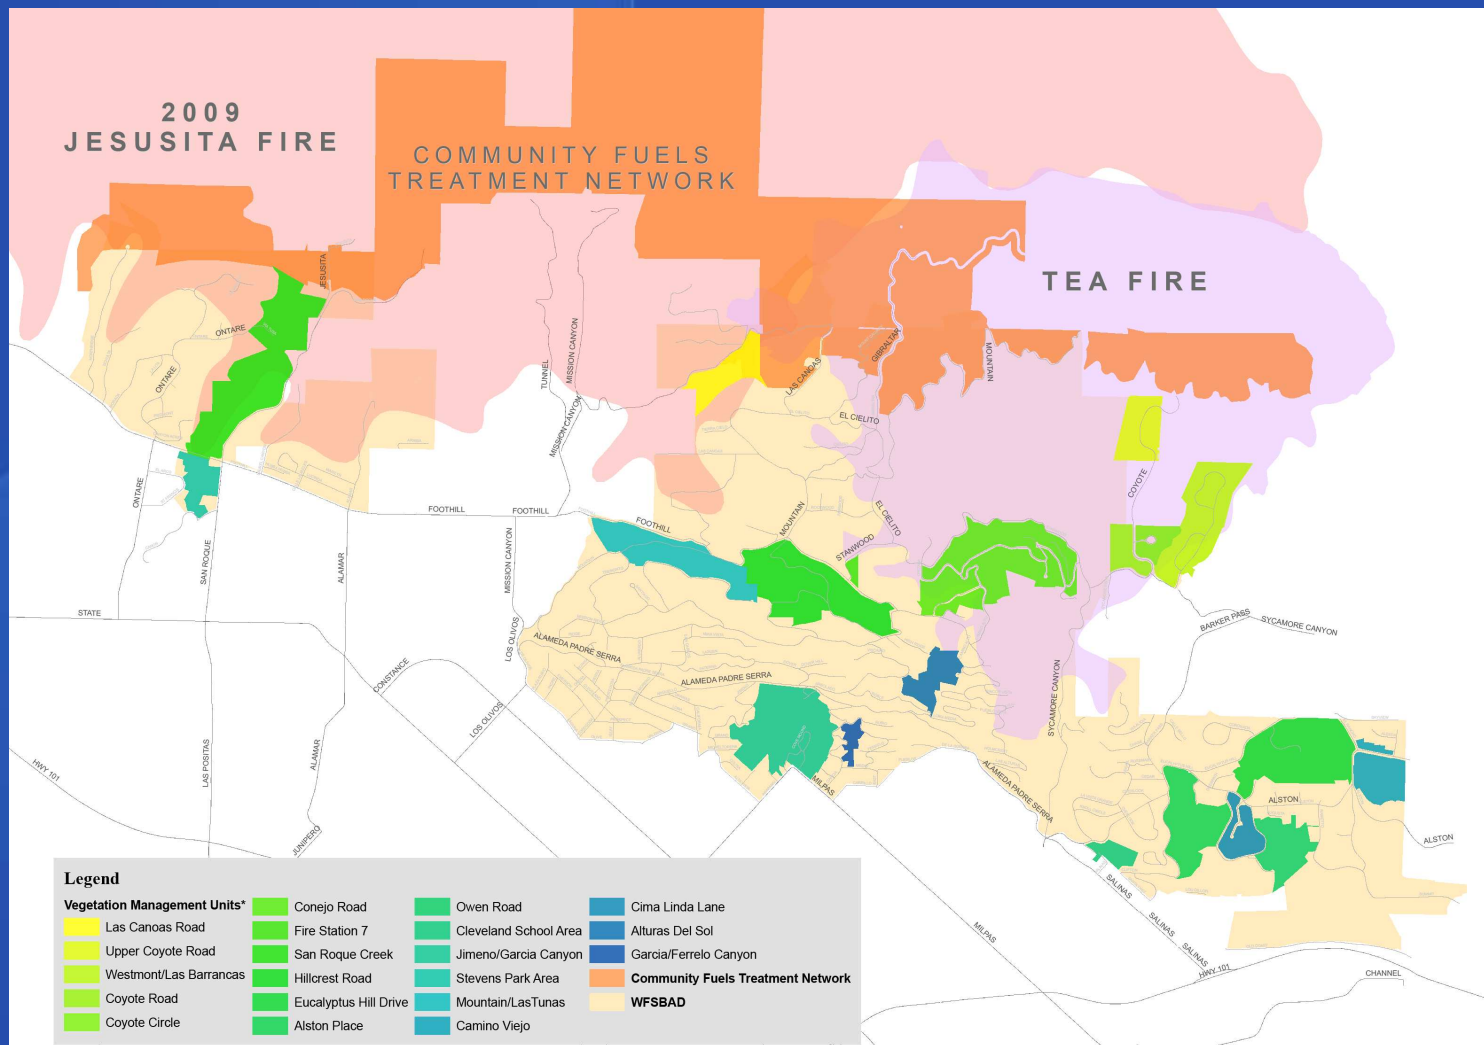 2009
JESUSITA FIRE
COMMUNITY FUELS
TREATMENT NETWORK
TEA FIRE
JESUSITA
ONTARE
ONTARE
ONTARE
TUNNEL
MISSION CANYON
MISSION CANYON
LAS CANOAS
GIBRALTAR
MOUNTAIN
EL CIELITO
EL CIELITO
COYOTE
MOUNTAIN
STANWOOD
FOOTHILL
FOOTHILL
FOOTHILL
SAN ROQUE
ALAMAR
MISSION CANYON
STATE
LOS OLIVOS
ALAMEDA PADRE SERRA
ALAMEDA PADRE SERRA
BARKER PASS
SYCAMORE CANYON
SYCAMORE CANYON
CONSTANCE
LOS OLIVOS
LAS POSITAS
ALAMAR
HWY 101
JUNIPERO
MILPAS
ALAMEDA PADRE SERRA
ALSTON
ALSTON
SALINAS
SALINAS
SALINAS
MILPAS
HWY 101
CHANNEL
Legend
Vegetation Management Units*
Las Canoas Road
Upper Coyote Road
Westmont/Las Barrancas
Coyote Road
Coyote Circle
Conejo Road
Fire Station 7
San Roque Creek
Hillcrest Road
Eucalyptus Hill Drive
Alston Place
Owen Road
Cleveland School Area
Jimeno/Garcia Canyon
Stevens Park Area
Mountain/LasTunas
Camino Viejo
Cima Linda Lane
Alturas Del Sol
Garcia/Ferrelo Canyon
Community Fuels Treatment Network
WFSBAD